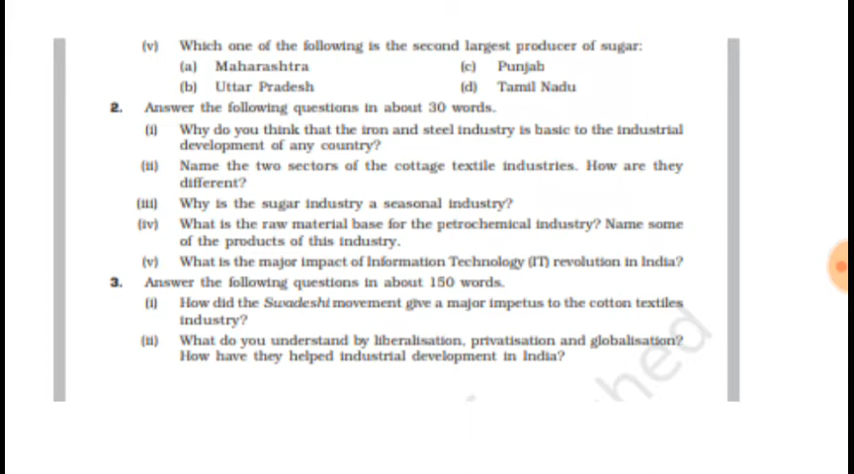 (v) Which one of the following is the second largest producer of sugar:
(a) Maharashtra (c) Punjab
(b) Uttar Pradesh (d) Tamil Nadu
2. Answer the following questions in about 30 words.
(i) Why do you think that the iron and steel industry is basic to the industrial
development of any country?
(ii) Name the two sectors of the cottage textile industries. How are they
different?
(iii) Why is the sugar industry a seasonal industry?
(iv) What is the raw material base for the petrochemical industry? Name some
of the products of this industry.
(v) What is the major impact of Information Technology (IT) revolution in India?
3. Answer the following questions in about 150 words.
(i) How did the Swadeshi movement give a major impetus to the cotton textiles
industry?
(ii) What do you understand by liberalisation, privatisation and globalisation?
How have they helped industrial development in India?
hed